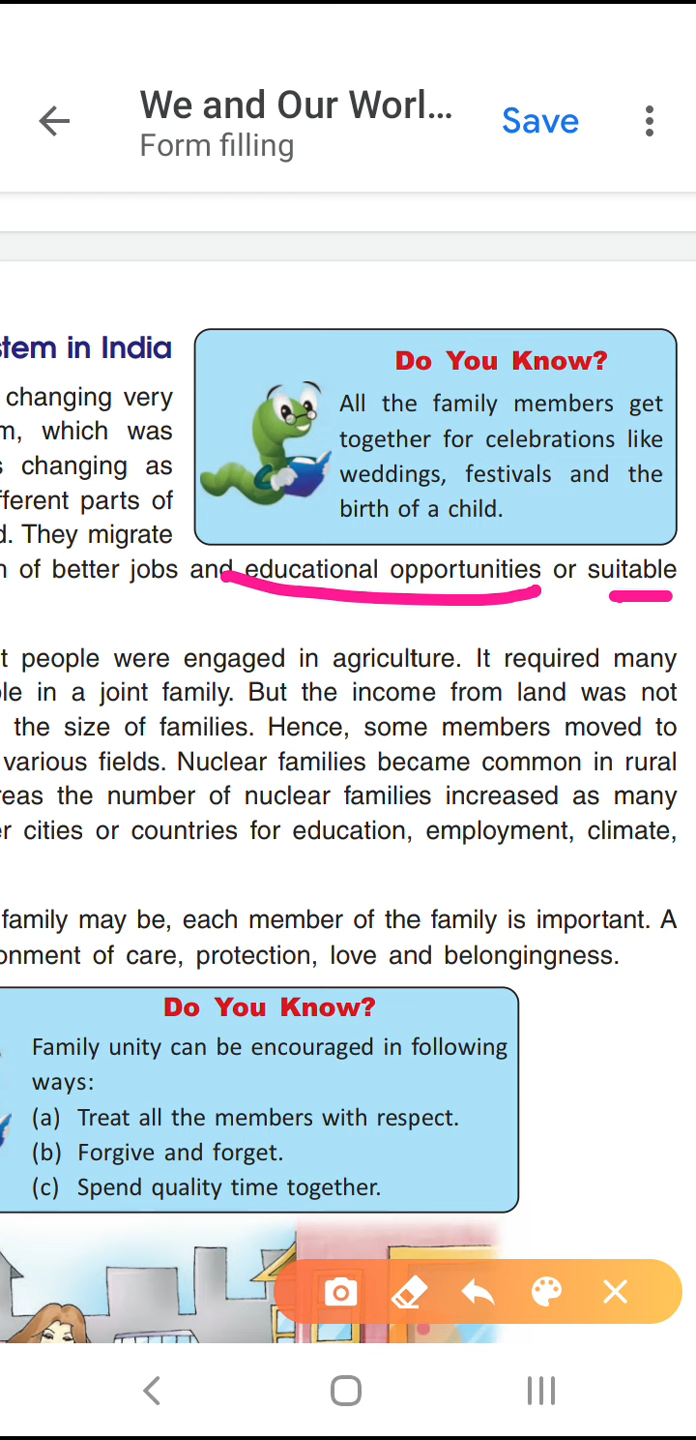 We and Our Worl...
Save
Form filling
stem in India
changing very
m, which was
s changing as
fferent parts of
d. They migrate
n of better jobs and educational opportunities or suitable
Do You Know?
All the family members get
together for celebrations like
weddings, festivals and the
birth of a child.
t people were engaged in agriculture. It required many
le in a joint family. But the income from land was not
the size of families. Hence, some members moved to
various fields. Nuclear families became common in rural
reas the number of nuclear families increased as many
er cities or countries for education, employment, climate,
family may be, each member of the family is important. A
onment of care, protection, love and belongingness.
Do You Know?
Family unity can be encouraged in following
ways:
(a) Treat all the members with respect.
(b) Forgive and forget.
(c) Spend quality time together.